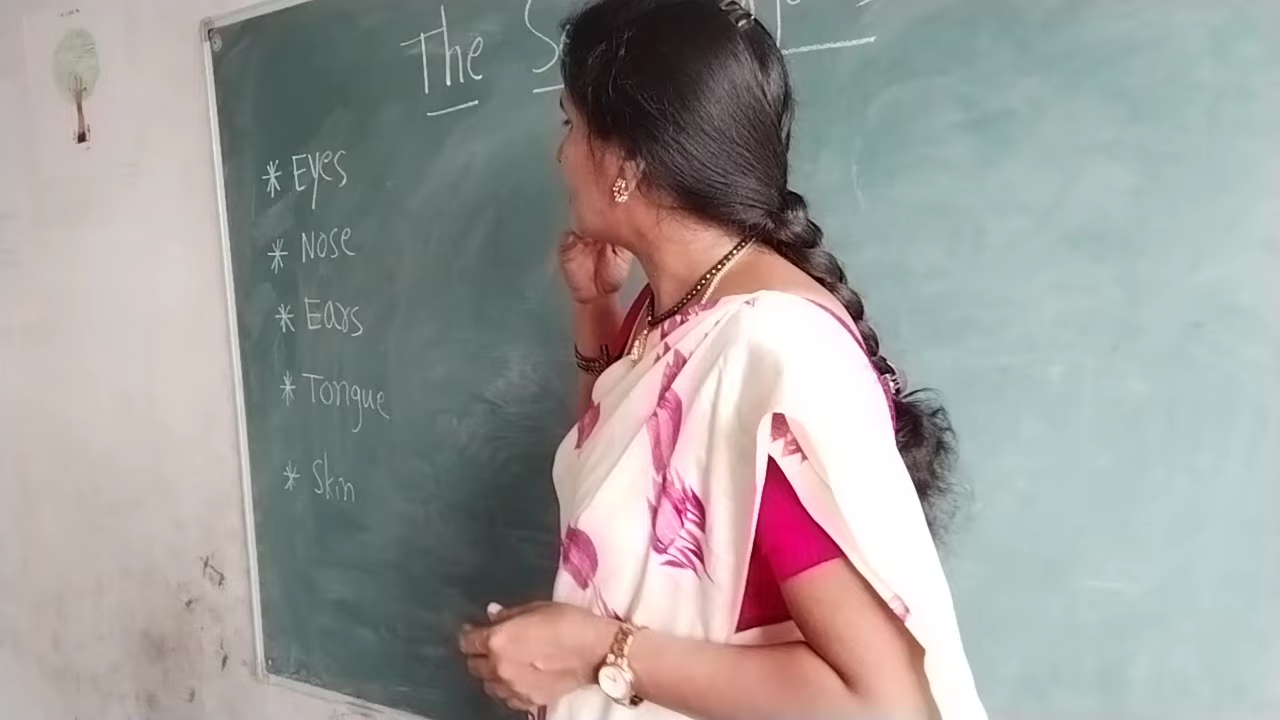 The
* Eyes
* Nose
* Ears
* Tongue
* Skin